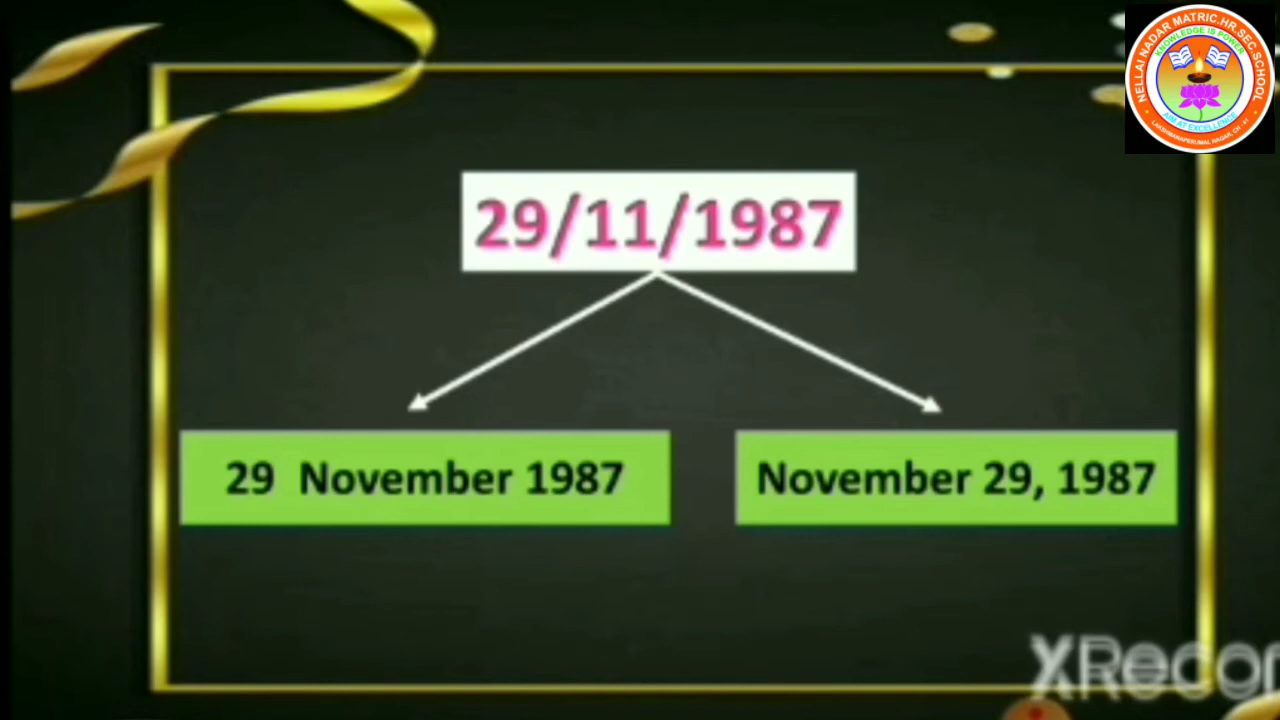 NELLAI NADAR MATRIC.HR.SEC.SCHOOL
KNOWLEDGE IS POWER
AIM AT EXCELLENCE
29/11/1987
29 November 1987
November 29, 1987
XRecor